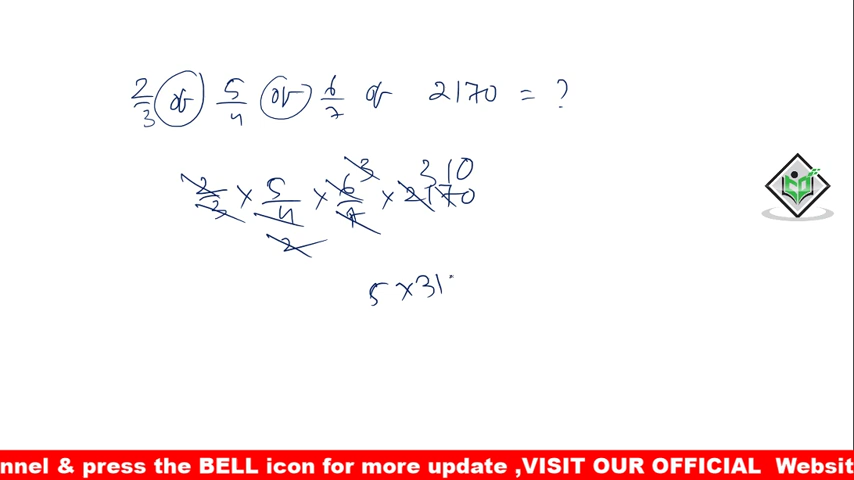 2/3 of 5/4 of 6/7 of 2170 = ?
3 310
2/3 × 5/4 × 6/7 × 2170
2
5 × 31
nnel & press the BELL icon for more update ,VISIT OUR OFFICIAL Websit